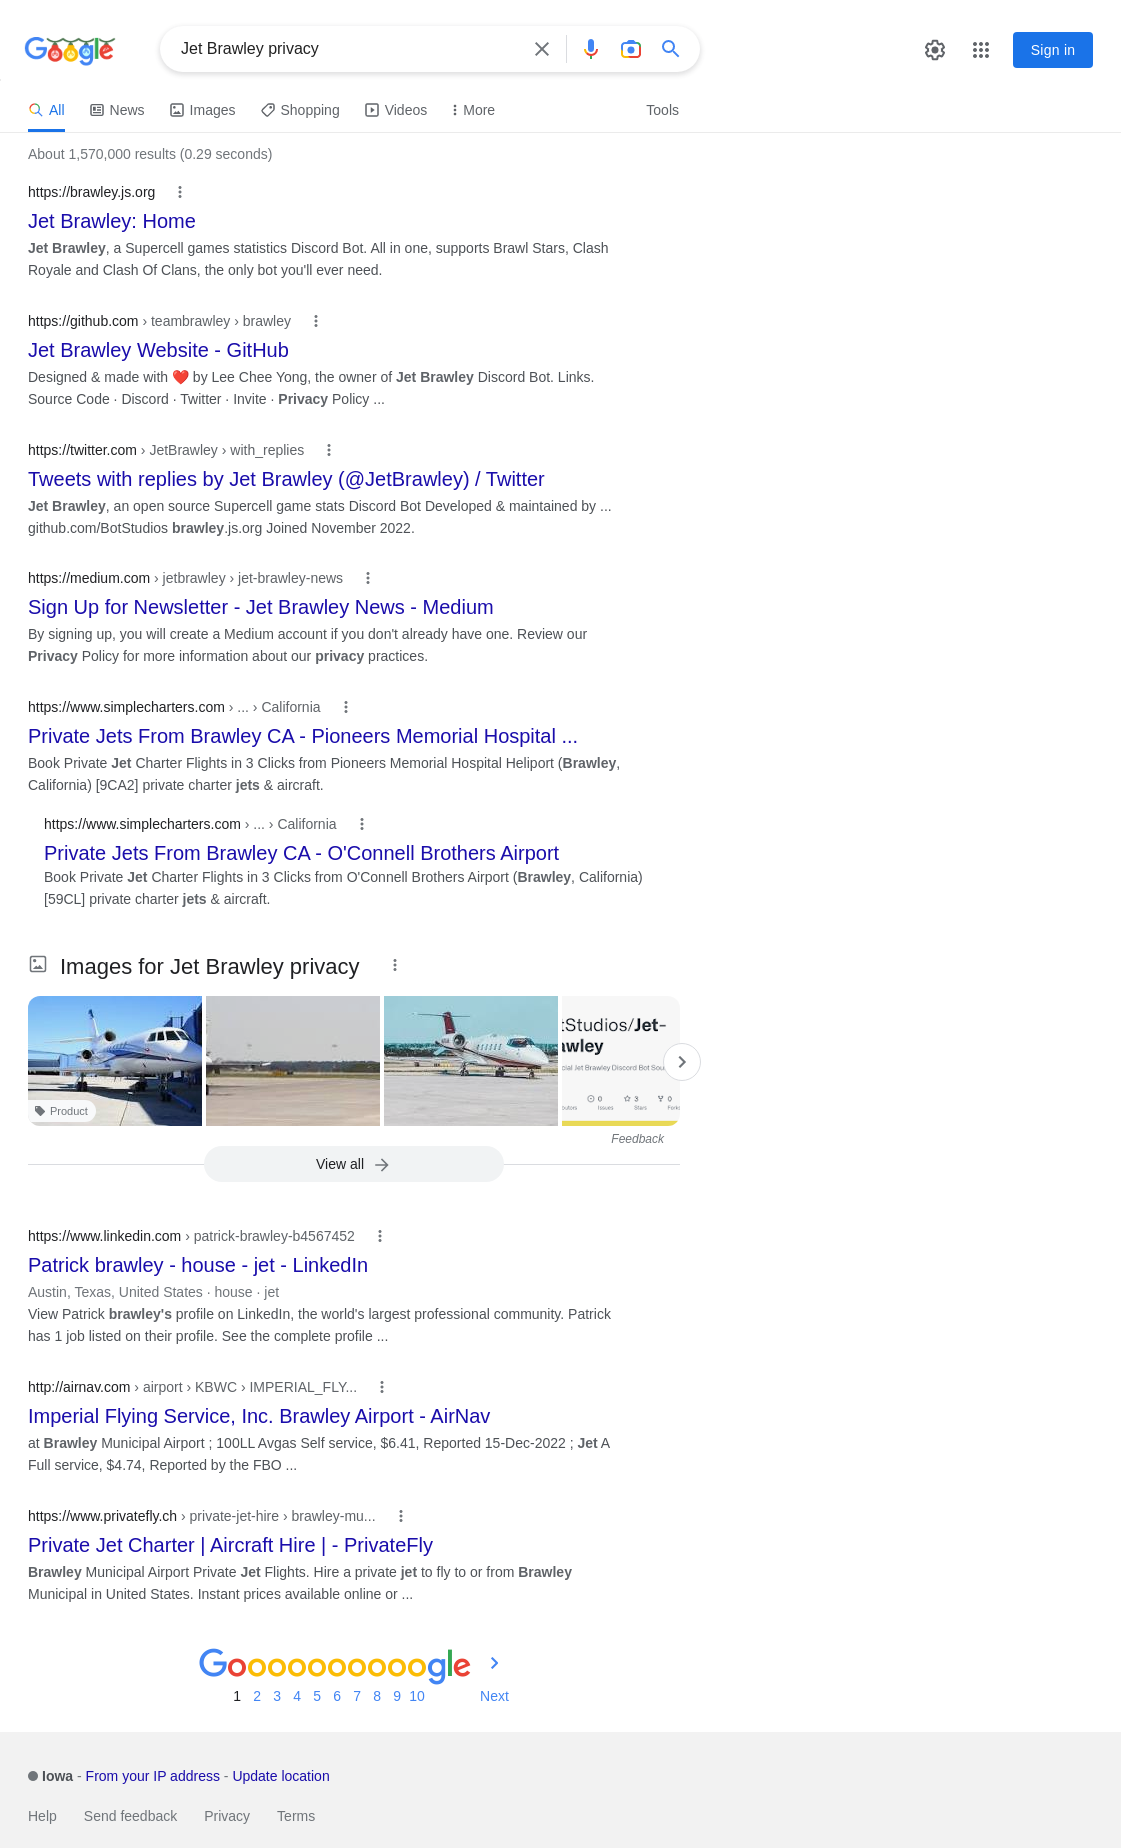 Google
Jet Brawley privacy
Sign in
All
News
Images
Shopping
Videos
More
Tools
About 1,570,000 results (0.29 seconds)
https://brawley.js.org
Jet Brawley: Home
Jet Brawley, a Supercell games statistics Discord Bot. All in one, supports Brawl Stars, Clash
Royale and Clash Of Clans, the only bot you'll ever need.
https://github.com › teambrawley › brawley
Jet Brawley Website - GitHub
Designed & made with ❤️ by Lee Chee Yong, the owner of Jet Brawley Discord Bot. Links.
Source Code · Discord · Twitter · Invite · Privacy Policy ...
https://twitter.com › JetBrawley › with_replies
Tweets with replies by Jet Brawley (@JetBrawley) / Twitter
Jet Brawley, an open source Supercell game stats Discord Bot Developed & maintained by ...
github.com/BotStudios brawley.js.org Joined November 2022.
https://medium.com › jetbrawley › jet-brawley-news
Sign Up for Newsletter - Jet Brawley News - Medium
By signing up, you will create a Medium account if you don't already have one. Review our
Privacy Policy for more information about our privacy practices.
https://www.simplecharters.com › ... › California
Private Jets From Brawley CA - Pioneers Memorial Hospital ...
Book Private Jet Charter Flights in 3 Clicks from Pioneers Memorial Hospital Heliport (Brawley,
California) [9CA2] private charter jets & aircraft.
https://www.simplecharters.com › ... › California
Private Jets From Brawley CA - O'Connell Brothers Airport
Book Private Jet Charter Flights in 3 Clicks from O'Connell Brothers Airport (Brawley, California)
[59CL] private charter jets & aircraft.
Images for Jet Brawley privacy
Product
tStudios/Jet-
awley
cial Jet Brawley Discord Bot Sou
0 3 0
Issues Stars Forks
Feedback
View all
https://www.linkedin.com › patrick-brawley-b4567452
Patrick brawley - house - jet - LinkedIn
Austin, Texas, United States · house · jet
View Patrick brawley's profile on LinkedIn, the world's largest professional community. Patrick
has 1 job listed on their profile. See the complete profile ...
http://airnav.com › airport › KBWC › IMPERIAL_FLY...
Imperial Flying Service, Inc. Brawley Airport - AirNav
at Brawley Municipal Airport ; 100LL Avgas Self service, $6.41, Reported 15-Dec-2022 ; Jet A
Full service, $4.74, Reported by the FBO ...
https://www.privatefly.ch › private-jet-hire › brawley-mu...
Private Jet Charter | Aircraft Hire | - PrivateFly
Brawley Municipal Airport Private Jet Flights. Hire a private jet to fly to or from Brawley
Municipal in United States. Instant prices available online or ...
Goooooooooogle
1 2 3 4 5 6 7 8 9 10 Next
Iowa - From your IP address - Update location
Help Send feedback Privacy Terms